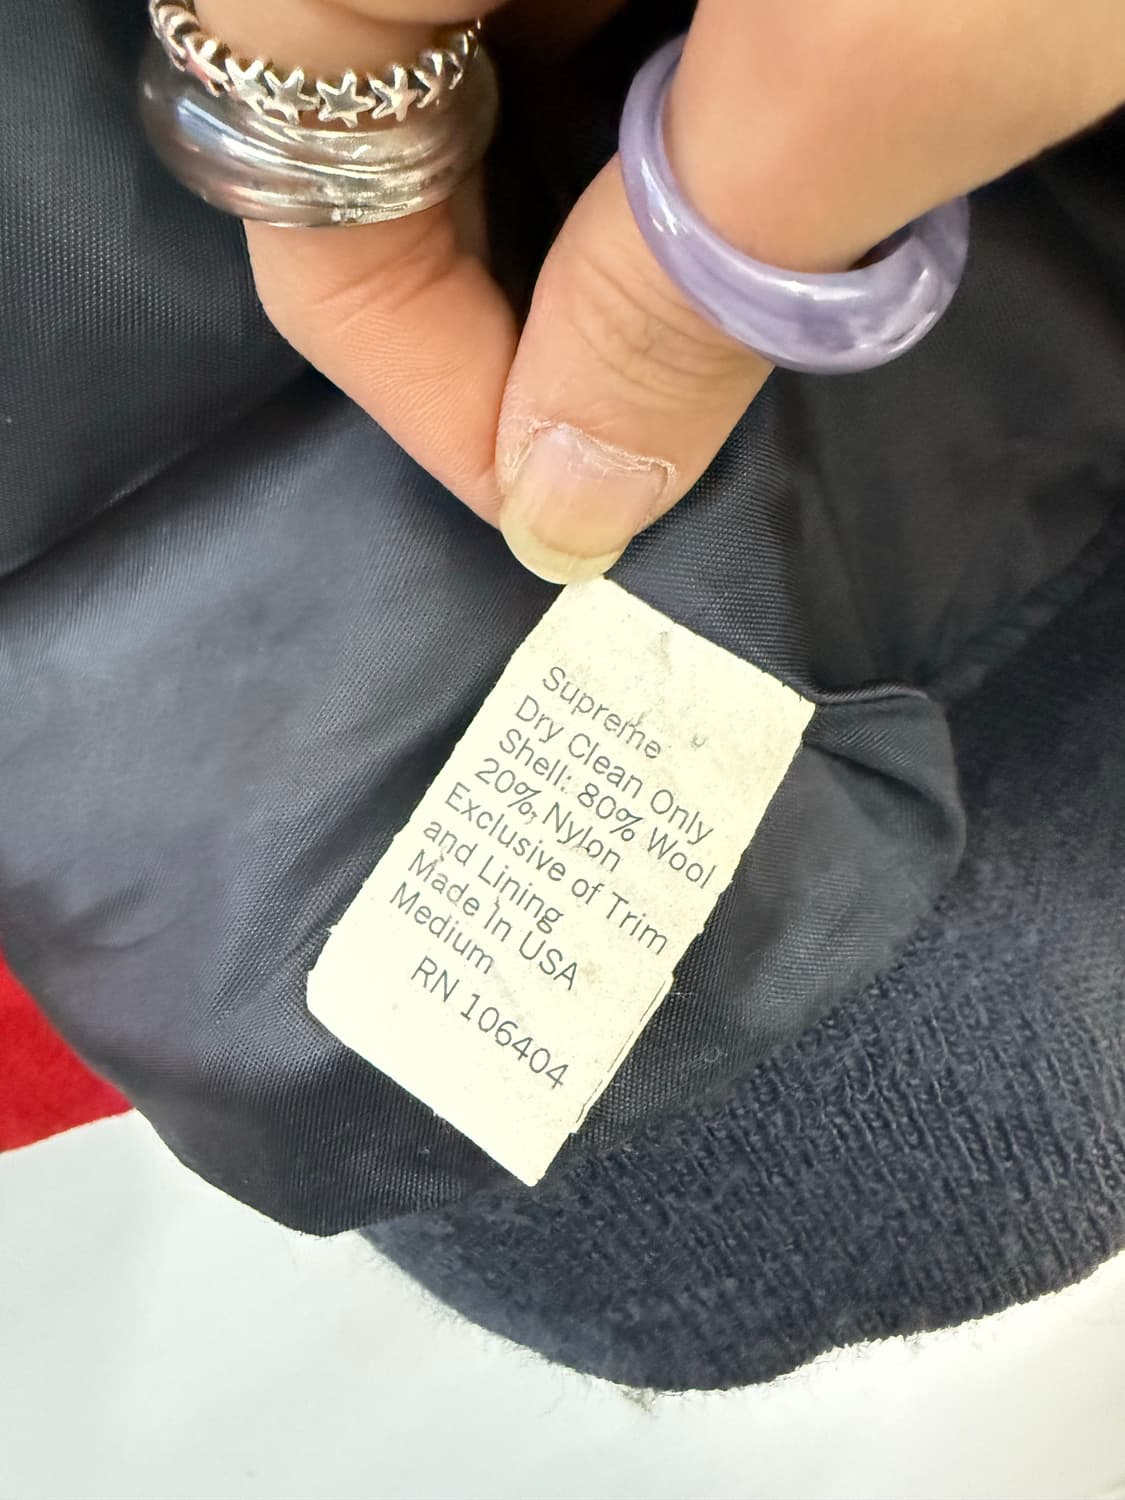 Supreme
Dry Clean Only
Shell: 80% Wool
20% Nylon
Exclusive of Trim
and Lining
Made In USA
Medium
RN 106404